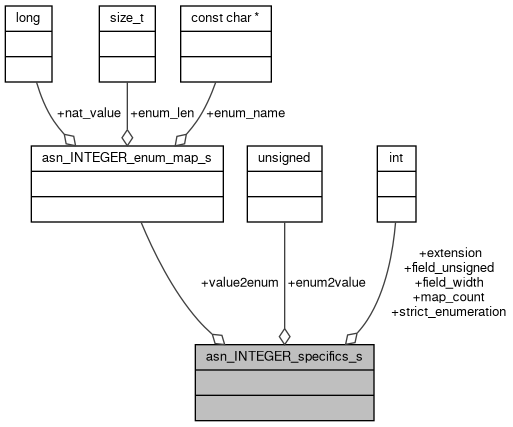 long
size_t
const char *
+nat_value
+enum_len
+enum_name
asn_INTEGER_enum_map_s
unsigned
int
+value2enum
+enum2value
+extension
+field_unsigned
+field_width
+map_count
+strict_enumeration
asn_INTEGER_specifics_s